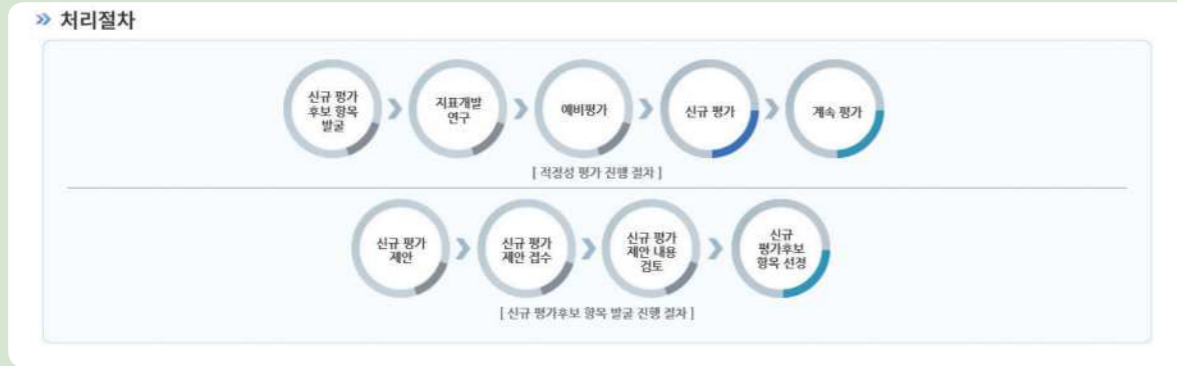 처리절차
신규 평가
후보 항목
발굴
지표개발
연구
예비평가
신규 평가
계속 평가
[ 적정성 평가 진행 절차 ]
신규 평가
제안
신규 평가
제안 접수
신규 평가
제안 내용
검토
신규
평가후보
항목 선정
[ 신규 평가후보 항목 발굴 진행 절차 ]